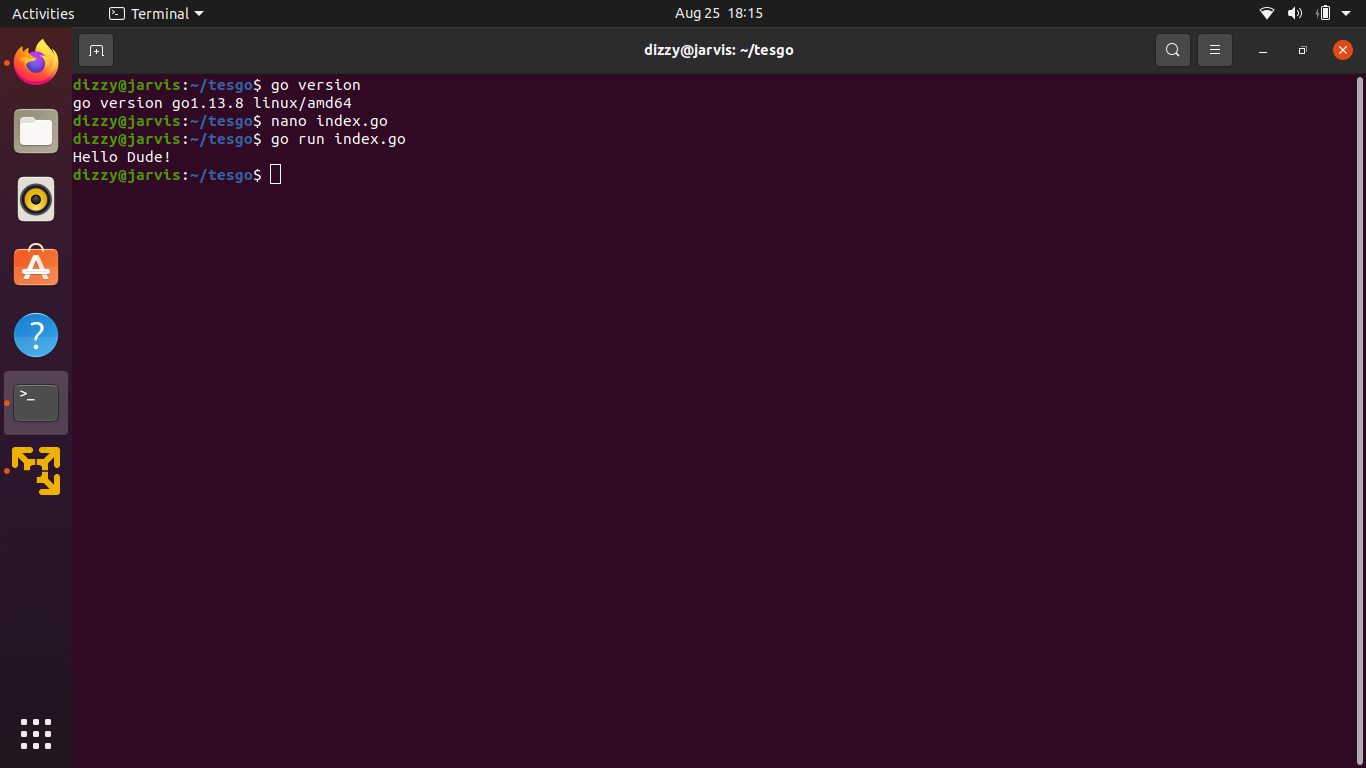 Activities Terminal Aug 25 18:15
dizzy@jarvis: ~/tesgo
dizzy@jarvis:~/tesgo$ go version
go version go1.13.8 linux/amd64
dizzy@jarvis:~/tesgo$ nano index.go
dizzy@jarvis:~/tesgo$ go run index.go
Hello Dude!
dizzy@jarvis:~/tesgo$